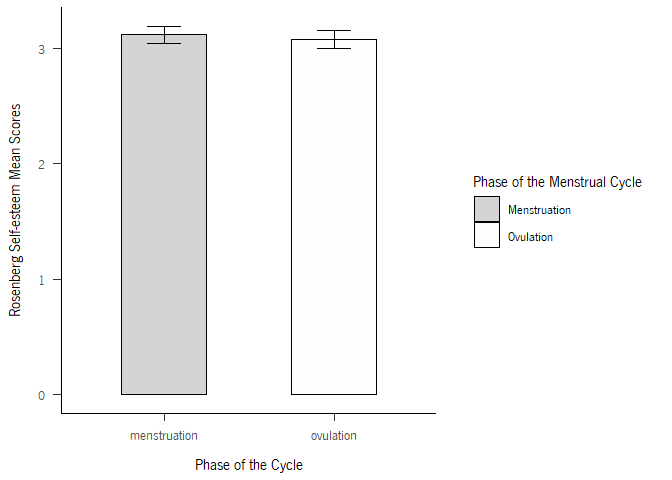 3
2
1
0
Rosenberg Self-esteem Mean Scores
menstruation
ovulation
Phase of the Cycle
Phase of the Menstrual Cycle
Menstruation
Ovulation